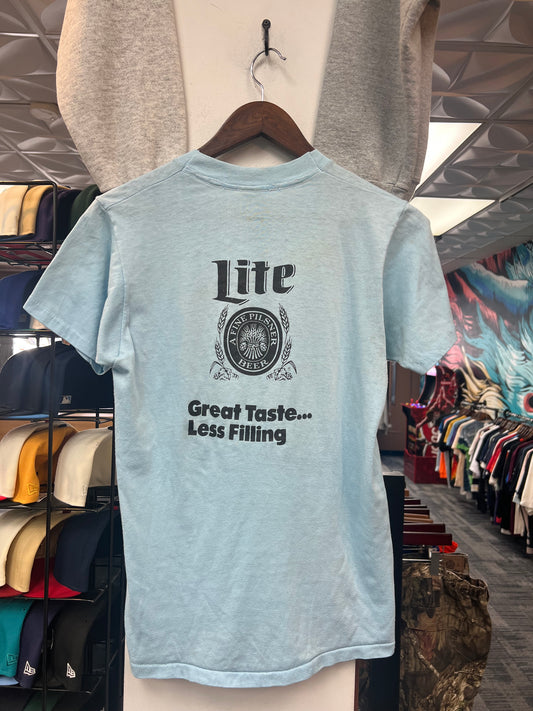 Lite
A FINE PILSNER
BEER
Great Taste...
Less Filling